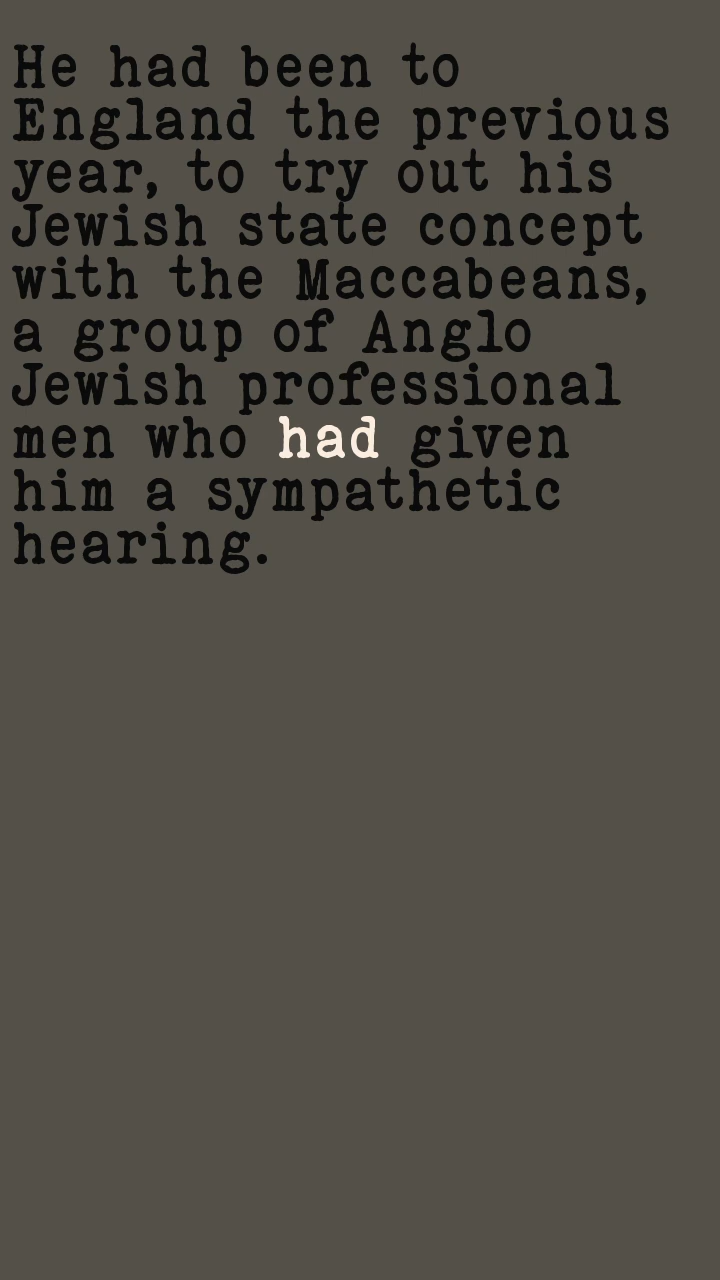 He had been to
England the previous
year, to try out his
Jewish state concept
with the Maccabeans,
a group of Anglo
Jewish professional
men who had given
him a sympathetic
hearing.